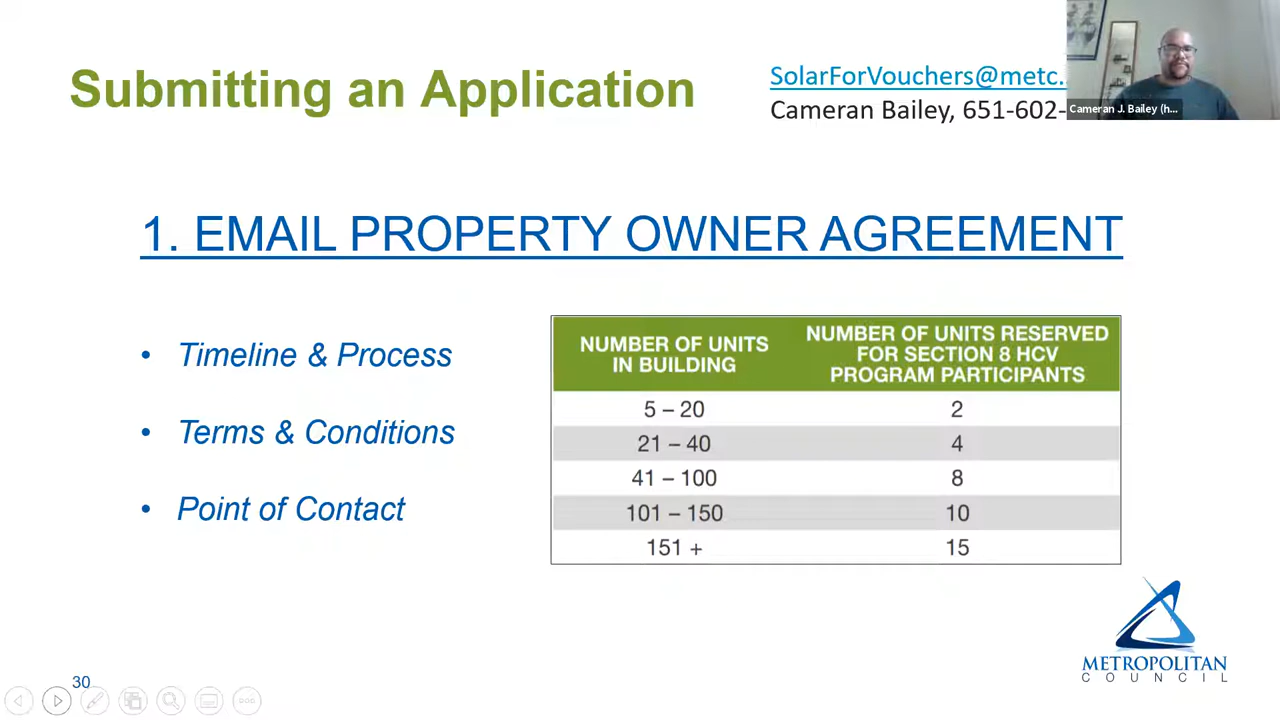 Submitting an Application
SolarForVouchers@metc.
Cameran Bailey, 651-602-
Cameran J. Bailey (h...
1. EMAIL PROPERTY OWNER AGREEMENT
• Timeline & Process
• Terms & Conditions
• Point of Contact
NUMBER OF UNITS
IN BUILDING
NUMBER OF UNITS RESERVED
FOR SECTION 8 HCV
PROGRAM PARTICIPANTS
5 – 20 2
21 – 40 4
41 – 100 8
101 – 150 10
151 + 15
METROPOLITAN
COUNCIL
30